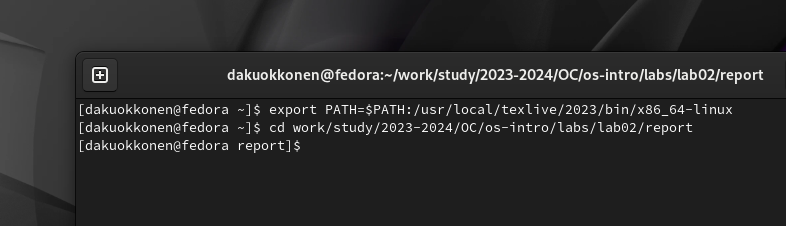 dakuokkonen@fedora:~/work/study/2023-2024/OC/os-intro/labs/lab02/report
[dakuokkonen@fedora ~]$ export PATH=$PATH:/usr/local/texlive/2023/bin/x86_64-linux
[dakuokkonen@fedora ~]$ cd work/study/2023-2024/OC/os-intro/labs/lab02/report
[dakuokkonen@fedora report]$